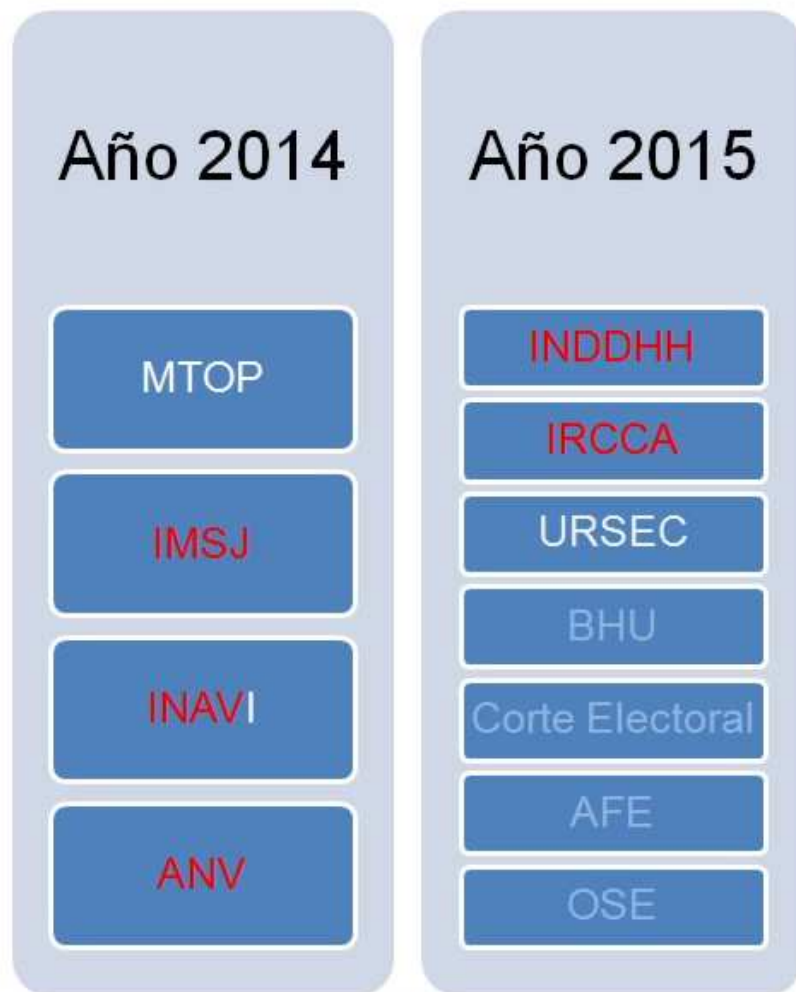 Año 2014
MTOP
IMSJ
INAVI
ANV
Año 2015
INDDHH
IRCCA
URSEC
BHU
Corte Electoral
AFE
OSE